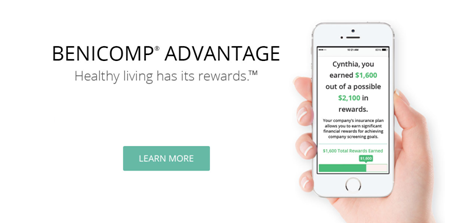 BENICOMP® ADVANTAGE
Healthy living has its rewards.™
LEARN MORE
Cynthia, you
earned $1,600
out of a possible
$2,100 in
rewards.
Your company's insurance plan
allows you to earn significant
financial rewards for achieving
company screening goals.
$1,600 Total Rewards Earned
$1,600